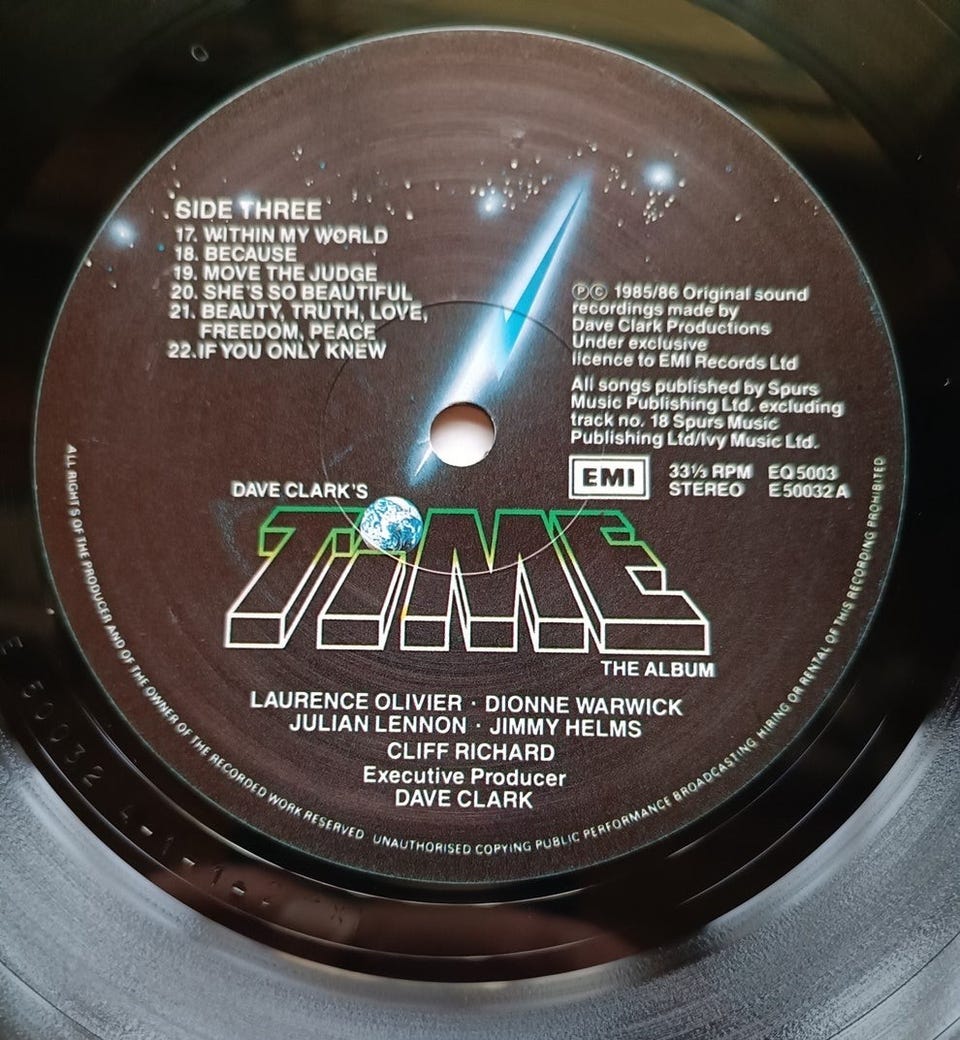 SIDE THREE
17. WITHIN MY WORLD
18. BECAUSE
19. MOVE THE JUDGE
20. SHE'S SO BEAUTIFUL
21. BEAUTY, TRUTH, LOVE,
FREEDOM, PEACE
22.IF YOU ONLY KNEW
ⓅⒸ 1985/86 Original sound
recordings made by
Dave Clark Productions
Under exclusive
licence to EMI Records Ltd
All songs published by Spurs
Music Publishing Ltd. excluding
track no. 18 Spurs Music
Publishing Ltd/Ivy Music Ltd.
EMI
33⅓ RPM EQ5003
STEREO E50032A
DAVE CLARK'S
TiME
THE ALBUM
LAURENCE OLIVIER · DIONNE WARWICK
JULIAN LENNON · JIMMY HELMS
CLIFF RICHARD
Executive Producer
DAVE CLARK
ALL RIGHTS OF THE PRODUCER AND OF THE OWNER OF THE RECORDED WORK RESERVED UNAUTHORISED COPYING PUBLIC PERFORMANCE BROADCASTING HIRING OR RENTAL OF THIS RECORDING PROHIBITED